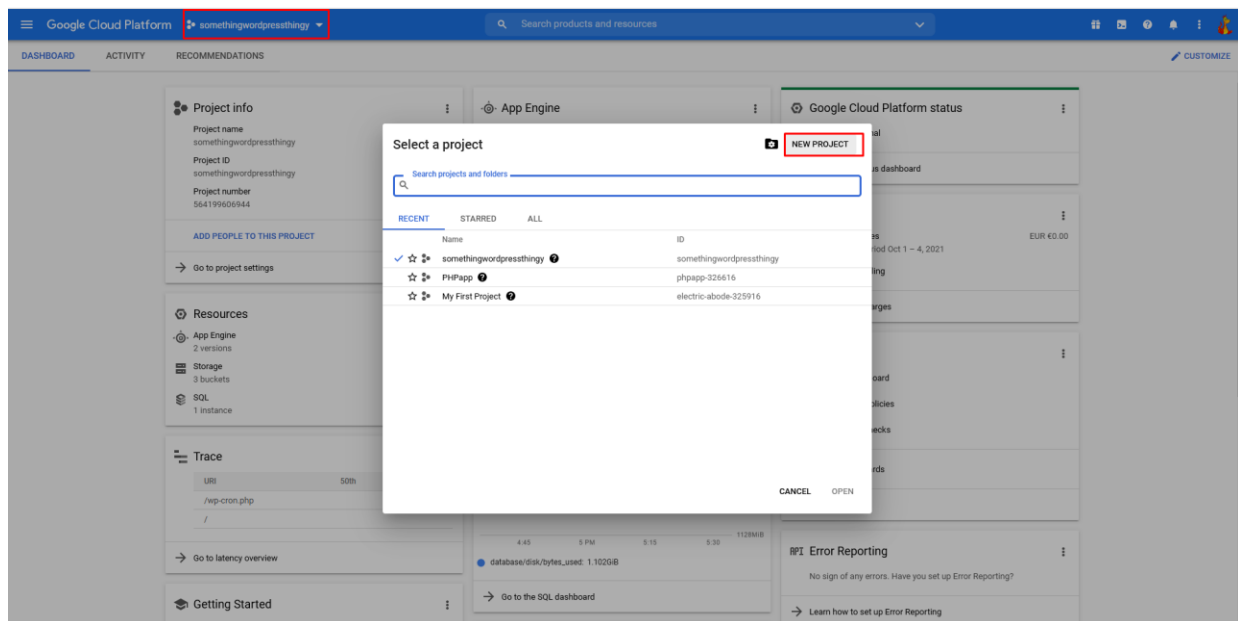 Google Cloud Platform
somethingwordpressthingy
Search products and resources
DASHBOARD
ACTIVITY
RECOMMENDATIONS
CUSTOMIZE
Project info
Project name
somethingwordpressthingy
Project ID
somethingwordpressthingy
Project number
564199606944
ADD PEOPLE TO THIS PROJECT
Go to project settings
Resources
App Engine
2 versions
Storage
3 buckets
SQL
1 instance
Trace
URI
50th
/wp-cron.php
/
Go to latency overview
Getting Started
App Engine
Select a project
NEW PROJECT
Search projects and folders
RECENT
STARRED
ALL
Name
ID
somethingwordpressthingy
somethingwordpressthingy
PHPapp
phpapp-326616
My First Project
electric-abode-325916
CANCEL
OPEN
1128MiB
4:45
5 PM
5:15
5:30
database/disk/bytes_used: 1.102GiB
Go to the SQL dashboard
Google Cloud Platform status
dashboard
EUR €0.00
Oct 1 – 4, 2021
API
Error Reporting
No sign of any errors. Have you set up Error Reporting?
Learn how to set up Error Reporting